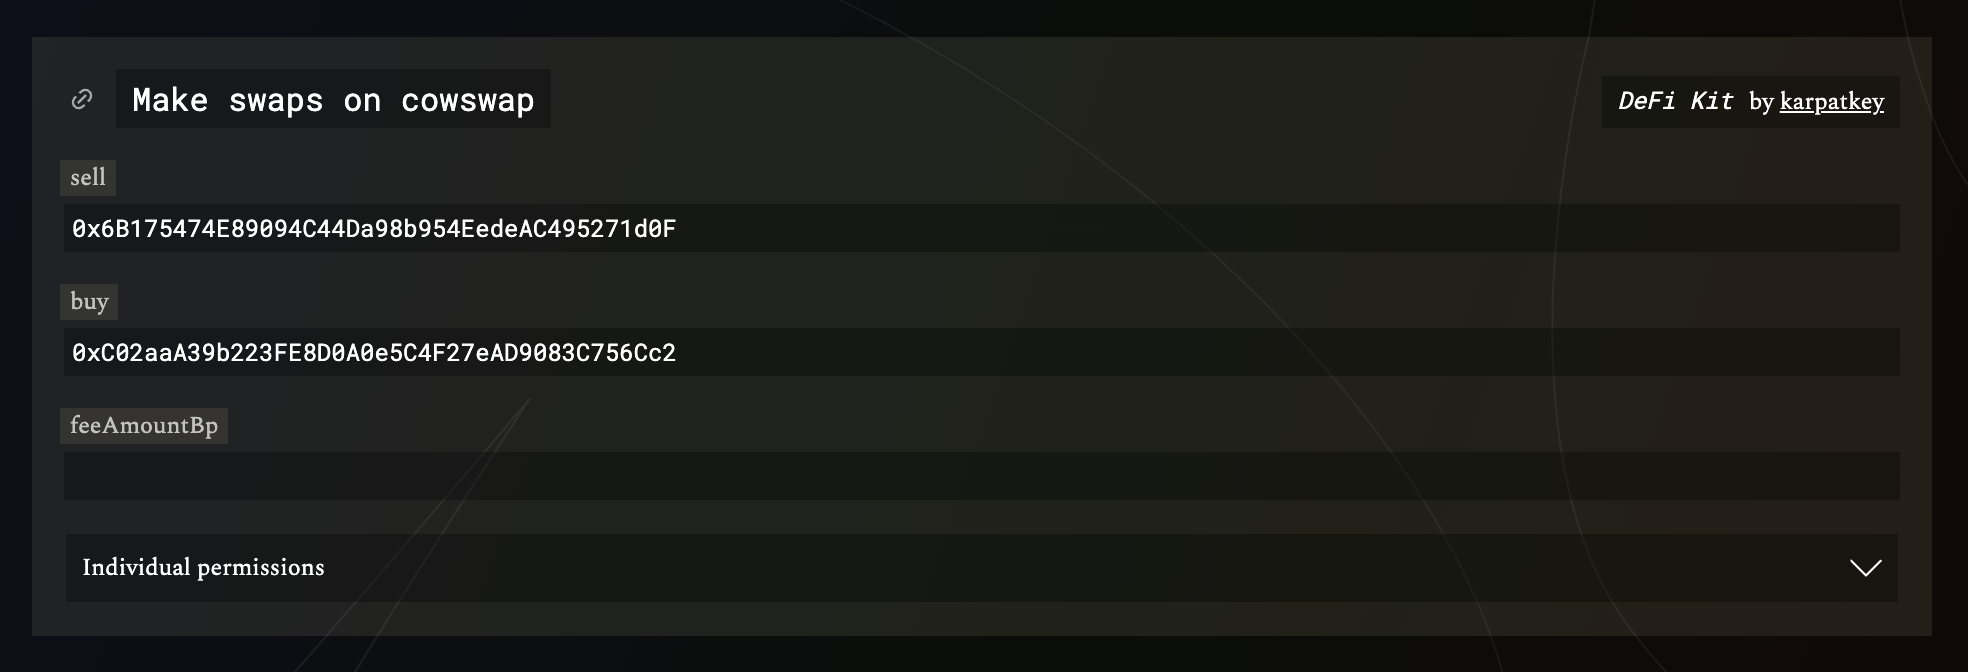 Make swaps on cowswap
DeFi Kit by karpatkey
sell
0x6B175474E89094C44Da98b954EedeAC495271d0F
buy
0xC02aaA39b223FE8D0A0e5C4F27eAD9083C756Cc2
feeAmountBp
Individual permissions